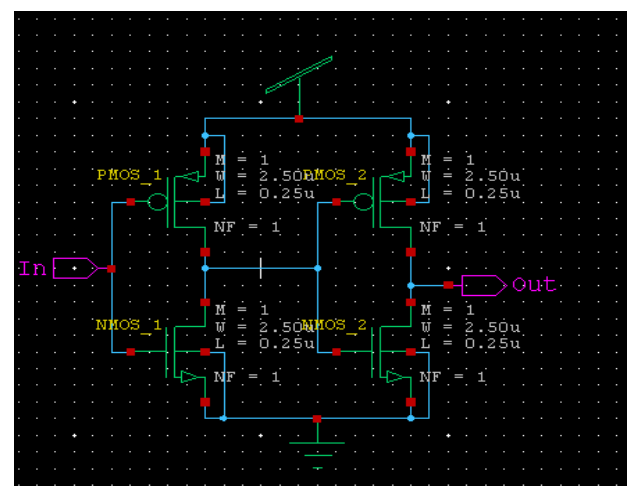 PMOS_1
M = 1
W = 2.50u
L = 0.25u
NF = 1
PMOS_2
M = 1
W = 2.50u
L = 0.25u
NF = 1
In
Out
NMOS_1
M = 1
W = 2.50u
L = 0.25u
NF = 1
NMOS_2
M = 1
W = 2.50u
L = 0.25u
NF = 1